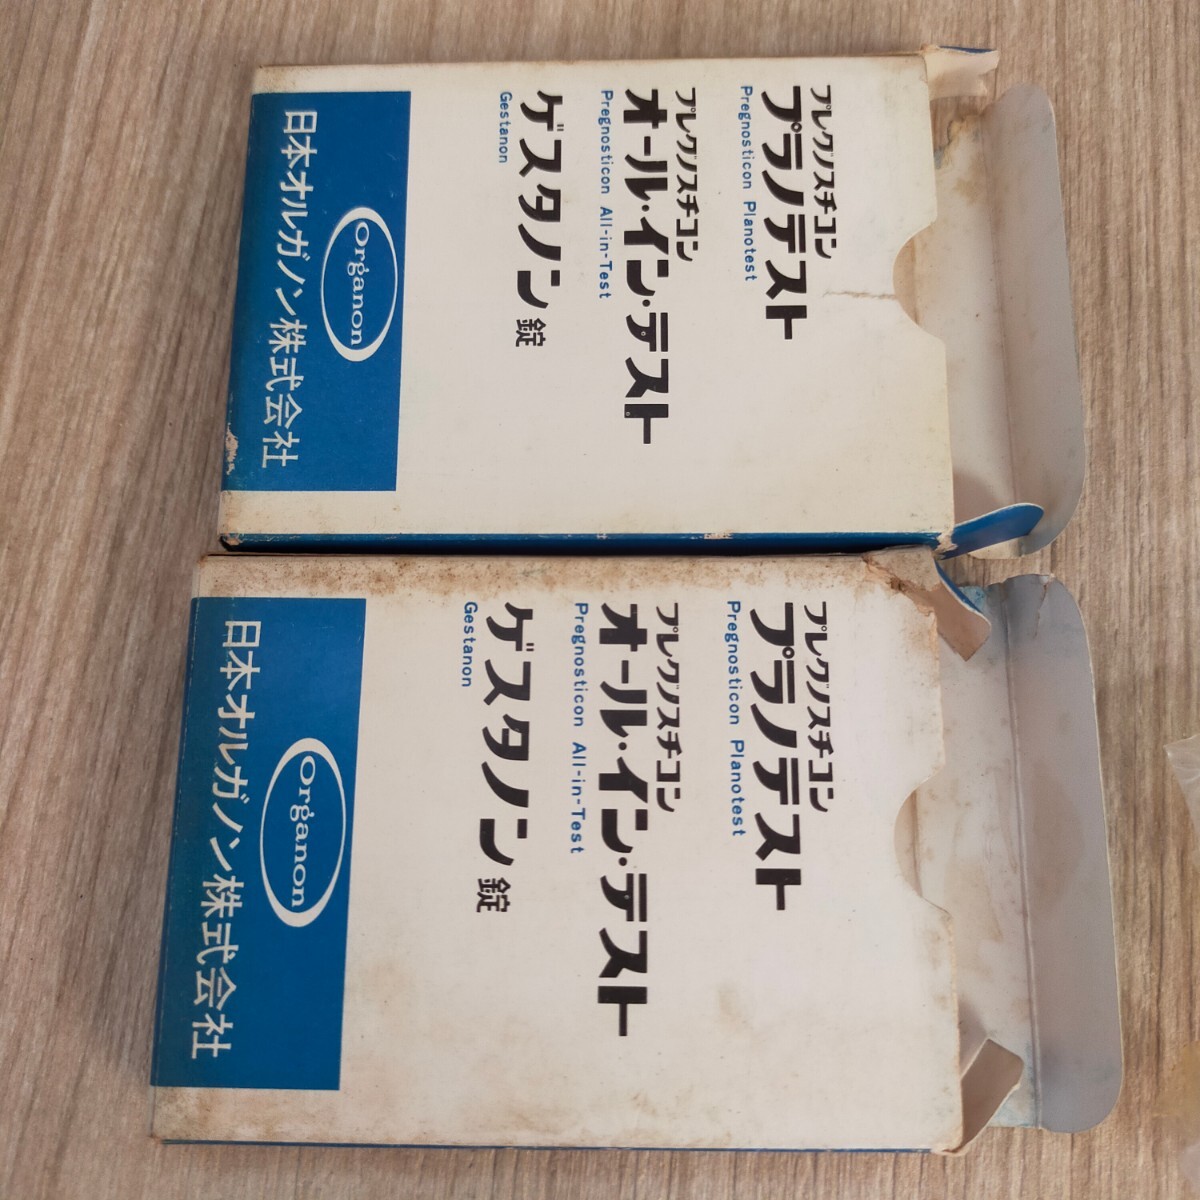 プレグノスチコン
プラノテスト
Pregnosticon Planotest
プレグノスチコン
オール・イン・テスト
Pregnosticon All-in-Test
ゲスタノン錠
Gestanon
Organon
日本オルガノン株式会社
プレグノスチコン
プラノテスト
Pregnosticon Planotest
プレグノスチコン
オール・イン・テスト
Pregnosticon All-in-Test
ゲスタノン錠
Gestanon
Organon
日本オルガノン株式会社